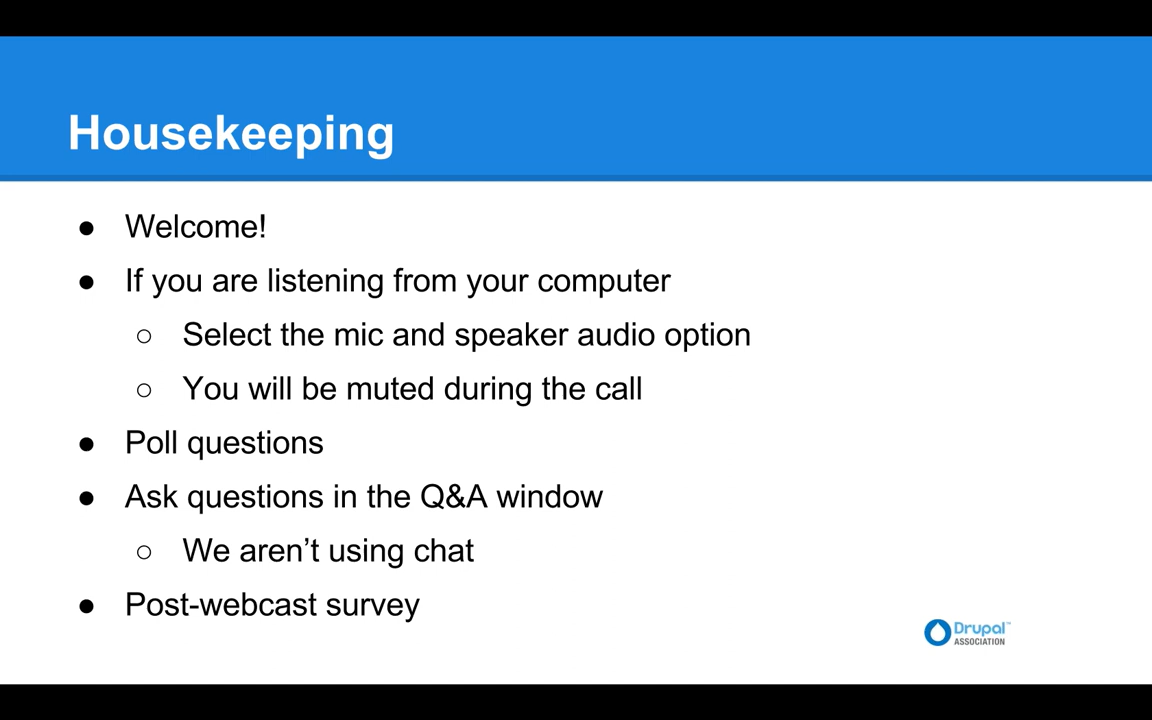 Housekeeping
● Welcome!
● If you are listening from your computer
○ Select the mic and speaker audio option
○ You will be muted during the call
● Poll questions
● Ask questions in the Q&A window
○ We aren’t using chat
● Post-webcast survey
Drupal™
ASSOCIATION